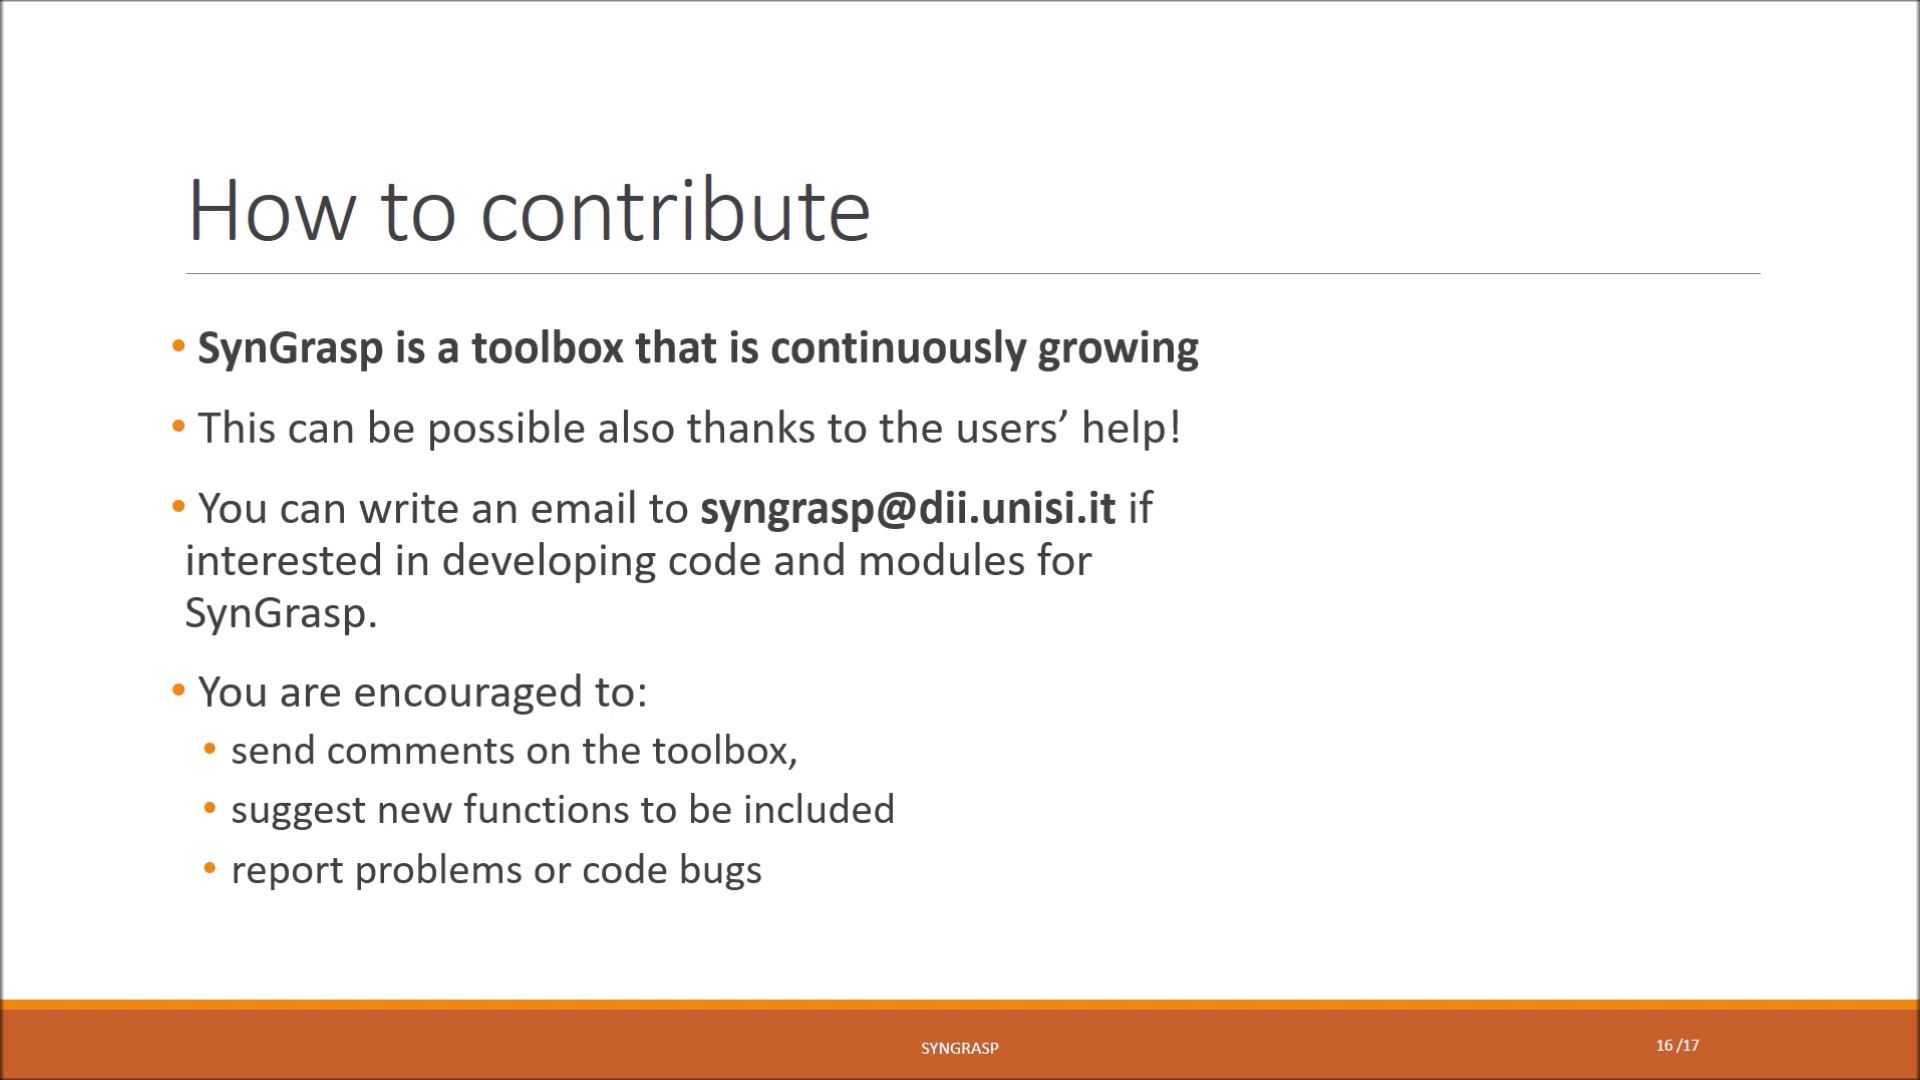 How to contribute
• SynGrasp is a toolbox that is continuously growing
• This can be possible also thanks to the users’ help!
• You can write an email to syngrasp@dii.unisi.it if
interested in developing code and modules for
SynGrasp.
• You are encouraged to:
• send comments on the toolbox,
• suggest new functions to be included
• report problems or code bugs
SYNGRASP
16 /17